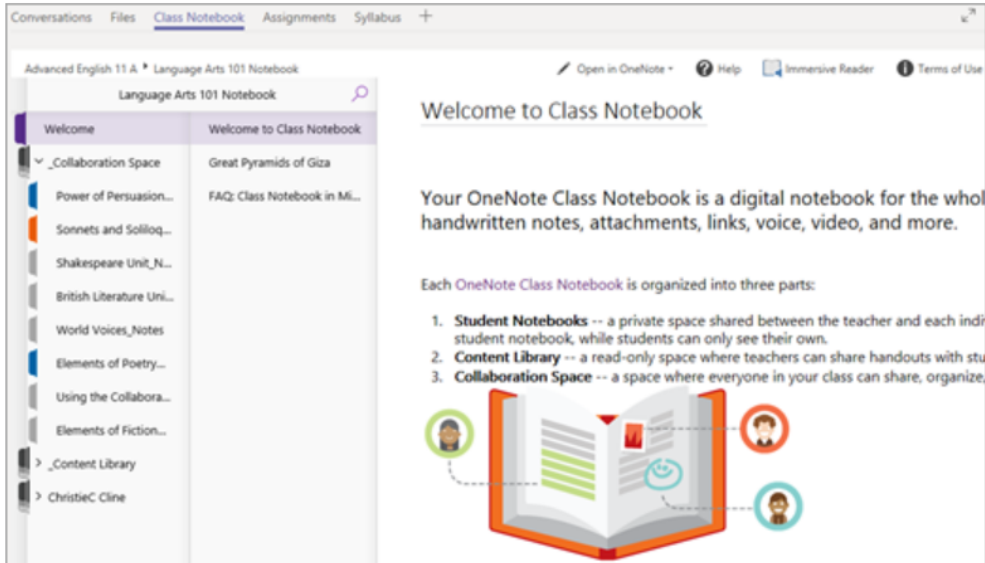 Conversations Files Class Notebook Assignments Syllabus +
Advanced English 11 A Language Arts 101 Notebook
Open in OneNote Help Immersive Reader Terms of Use
Language Arts 101 Notebook
Welcome
_Collaboration Space
Power of Persuasion...
Sonnets and Soliloq...
Shakespeare Unit_N...
British Literature Uni...
World Voices_Notes
Elements of Poetry...
Using the Collabora...
Elements of Fiction...
_Content Library
ChristieC Cline
Welcome to Class Notebook
Great Pyramids of Giza
FAQ: Class Notebook in Mi...
Welcome to Class Notebook
Your OneNote Class Notebook is a digital notebook for the whol
handwritten notes, attachments, links, voice, video, and more.
Each OneNote Class Notebook is organized into three parts:
1. Student Notebooks -- a private space shared between the teacher and each indi
student notebook, while students can only see their own.
2. Content Library -- a read-only space where teachers can share handouts with stu
3. Collaboration Space -- a space where everyone in your class can share, organize,